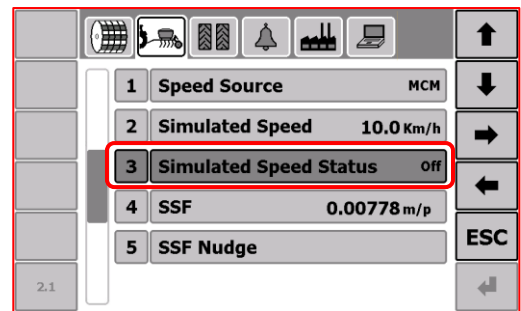 1 Speed Source MCM
2 Simulated Speed 10.0 Km/h
3 Simulated Speed Status Off
4 SSF 0.00778 m/p
5 SSF Nudge
ESC
2.1